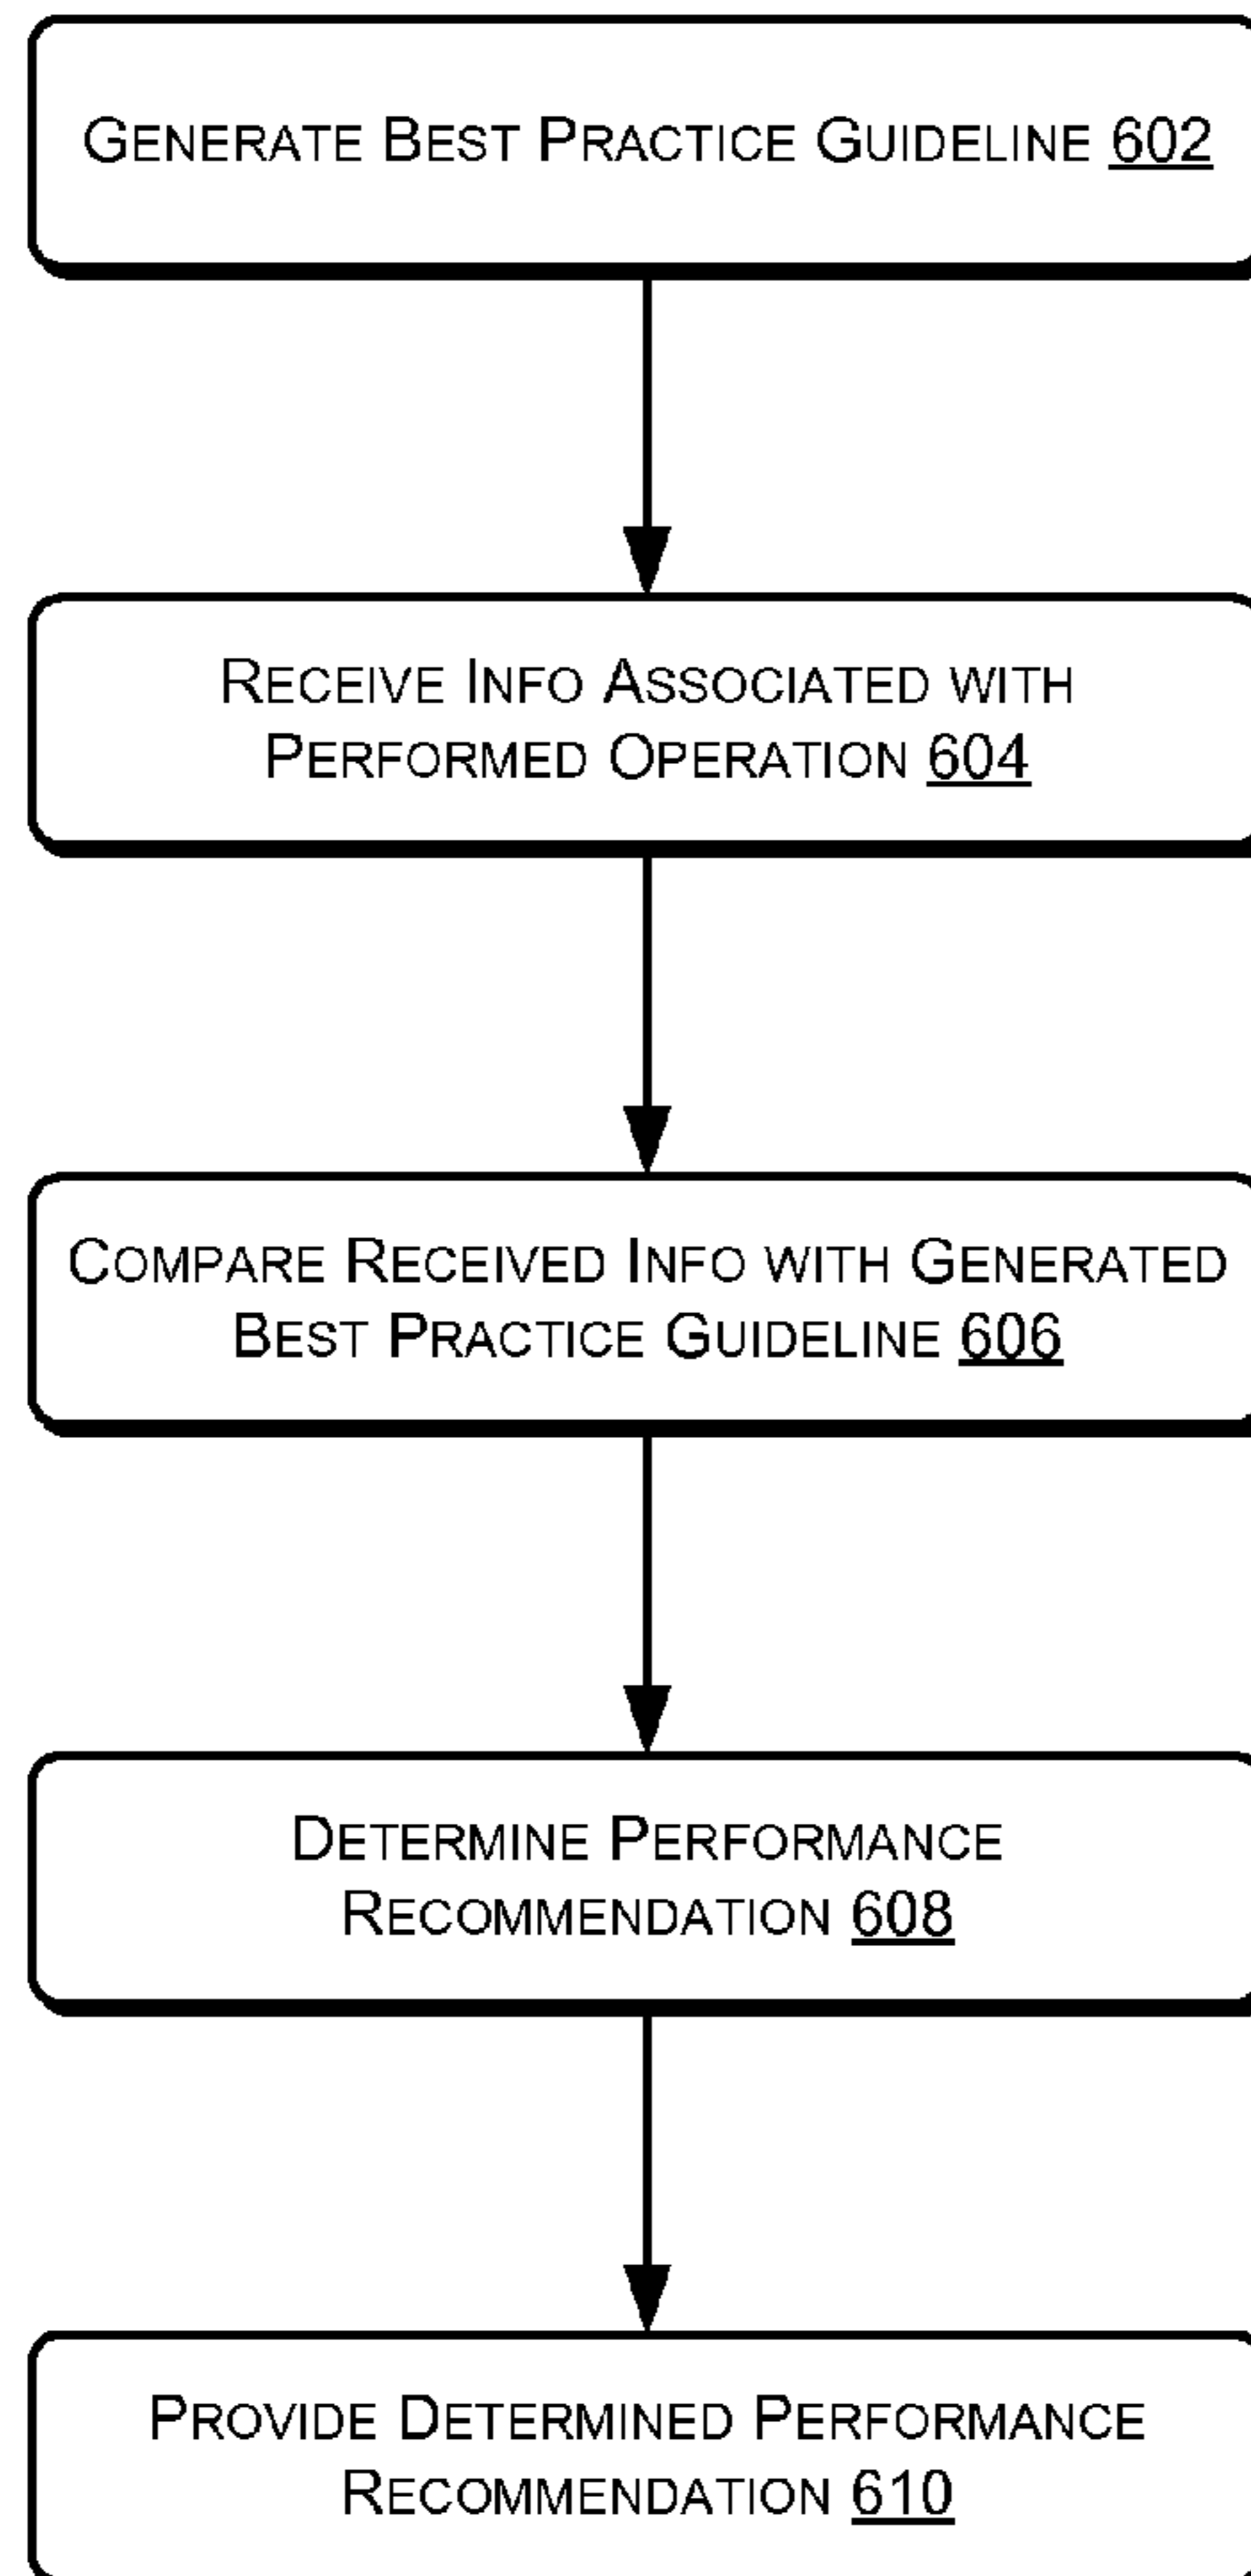 GENERATE BEST PRACTICE GUIDELINE 602
RECEIVE INFO ASSOCIATED WITH
PERFORMED OPERATION 604
COMPARE RECEIVED INFO WITH GENERATED
BEST PRACTICE GUIDELINE 606
DETERMINE PERFORMANCE
RECOMMENDATION 608
PROVIDE DETERMINED PERFORMANCE
RECOMMENDATION 610